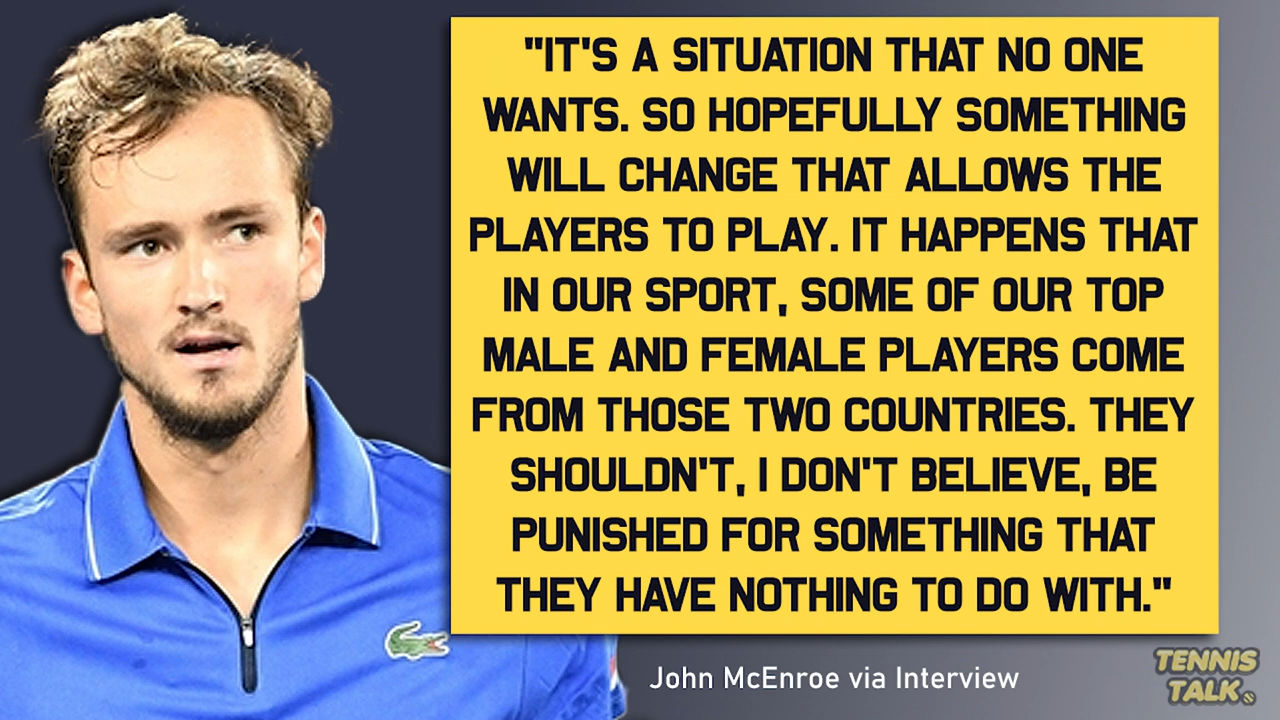 "IT'S A SITUATION THAT NO ONE
WANTS. SO HOPEFULLY SOMETHING
WILL CHANGE THAT ALLOWS THE
PLAYERS TO PLAY. IT HAPPENS THAT
IN OUR SPORT, SOME OF OUR TOP
MALE AND FEMALE PLAYERS COME
FROM THOSE TWO COUNTRIES. THEY
SHOULDN'T, I DON'T BELIEVE, BE
PUNISHED FOR SOMETHING THAT
THEY HAVE NOTHING TO DO WITH."
John McEnroe via Interview
TENNIS
TALK